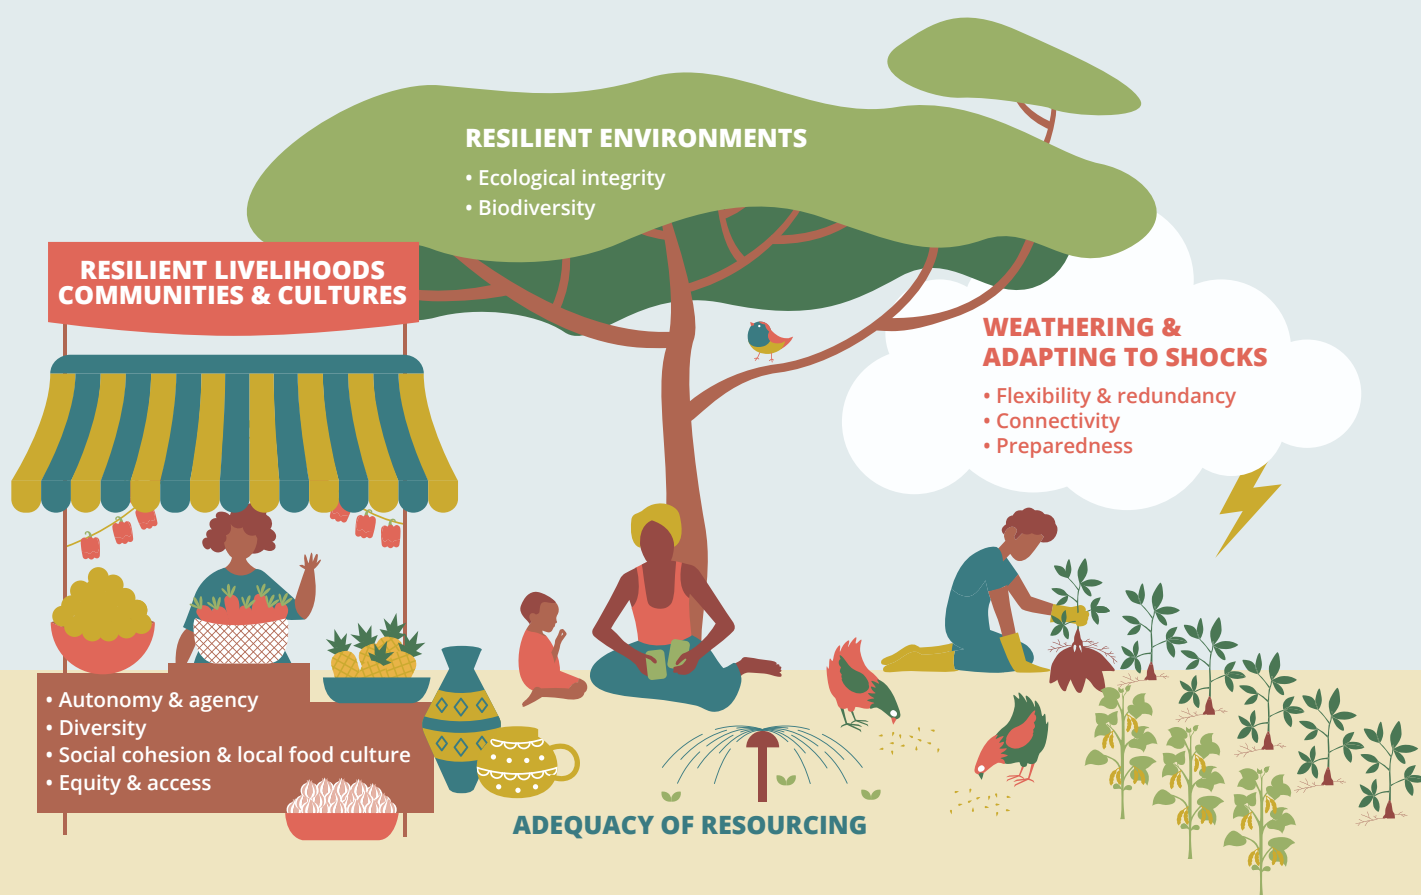 RESILIENT ENVIRONMENTS
• Ecological integrity
• Biodiversity
RESILIENT LIVELIHOODS
COMMUNITIES & CULTURES
WEATHERING &
ADAPTING TO SHOCKS
• Flexibility & redundancy
• Connectivity
• Preparedness
• Autonomy & agency
• Diversity
• Social cohesion & local food culture
• Equity & access
ADEQUACY OF RESOURCING